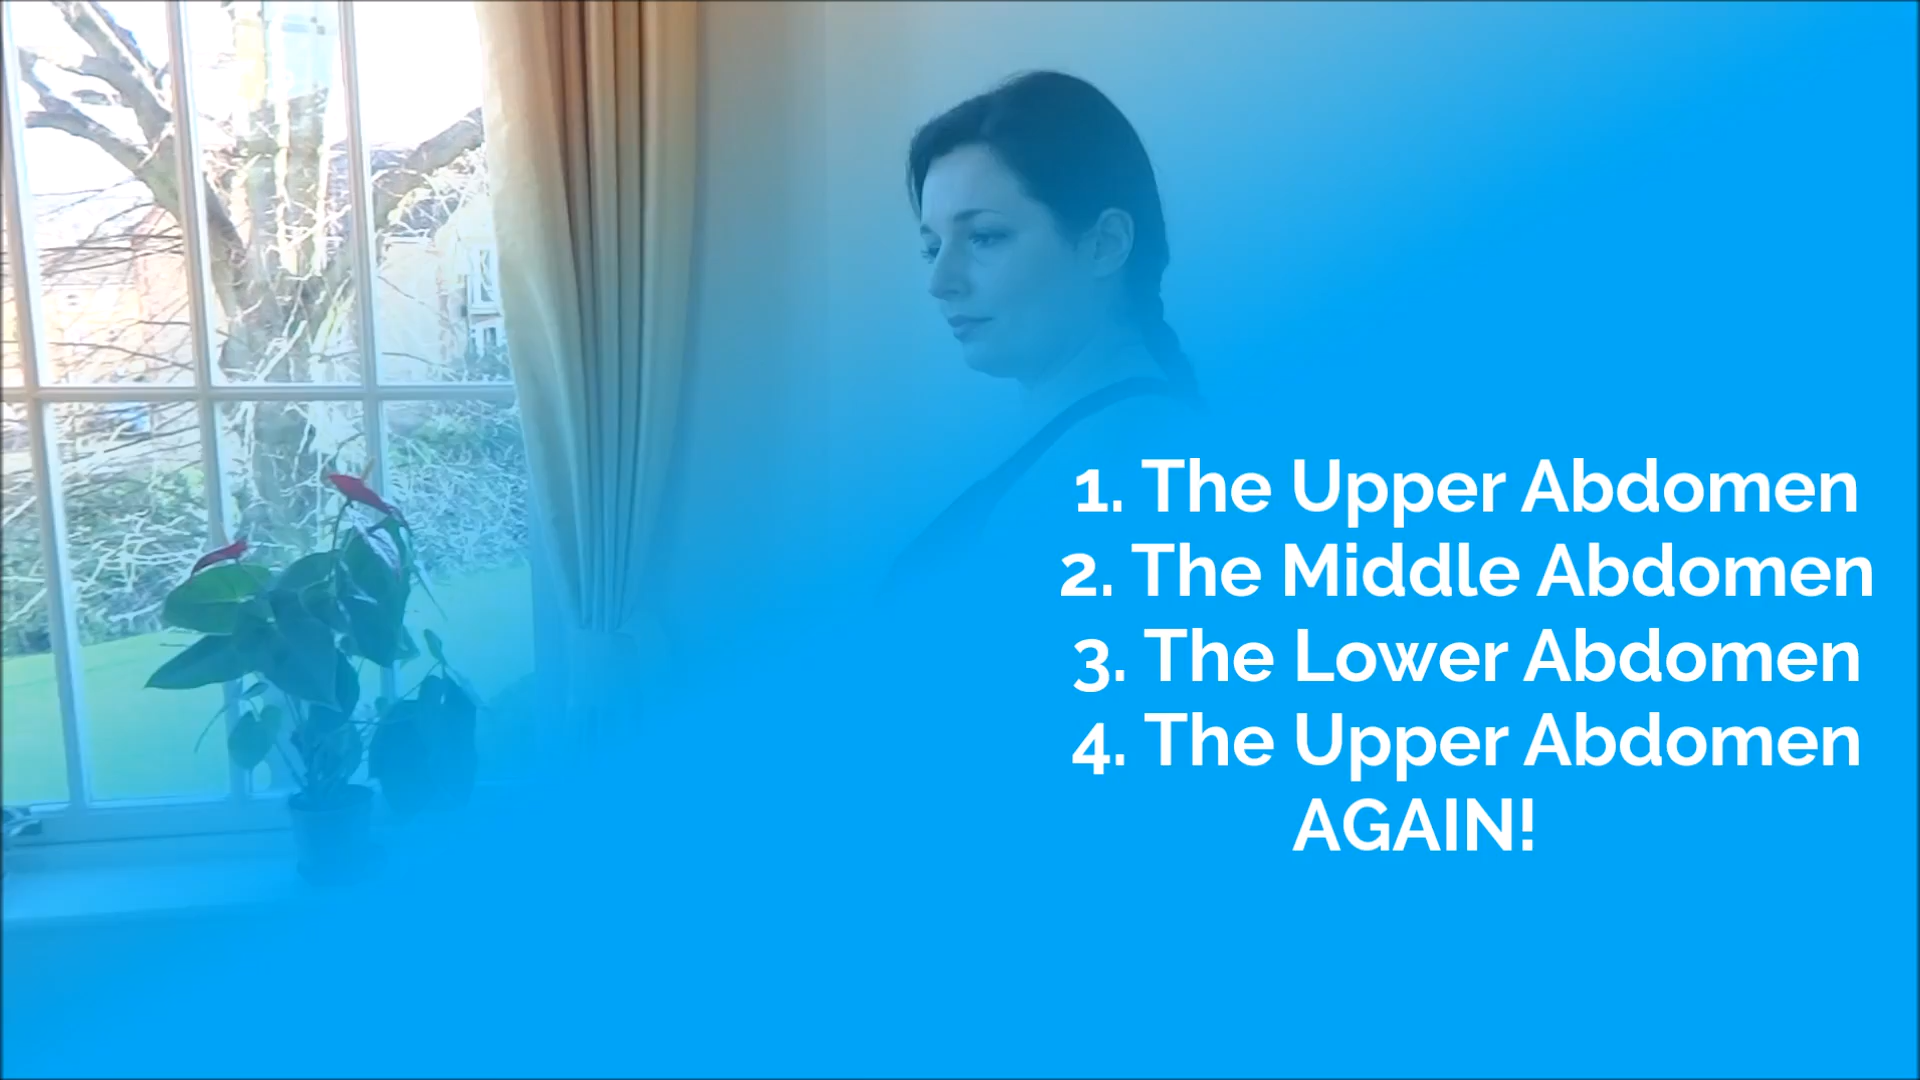 1. The Upper Abdomen
2. The Middle Abdomen
3. The Lower Abdomen
4. The Upper Abdomen
AGAIN!